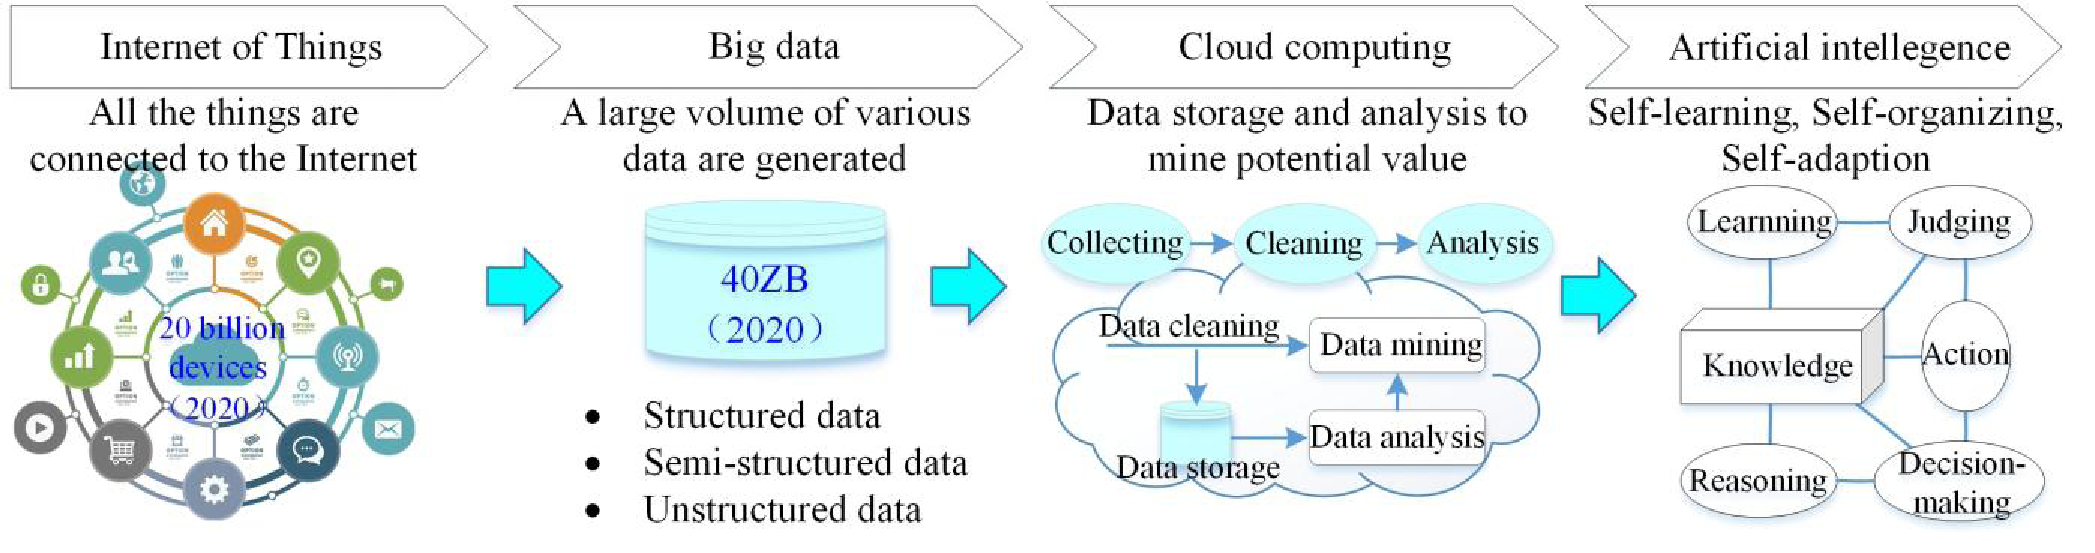 Internet of Things
All the things are
connected to the Internet
20 billion
devices
（2020）
Big data
A large volume of various
data are generated
40ZB
（2020）
• Structured data
• Semi-structured data
• Unstructured data
Cloud computing
Data storage and analysis to
mine potential value
Collecting
Cleaning
Analysis
Data cleaning
Data mining
Data analysis
Data storage
Artificial intellegence
Self-learning, Self-organizing,
Self-adaption
Learnning
Judging
Knowledge
Action
Reasoning
Decision-
making